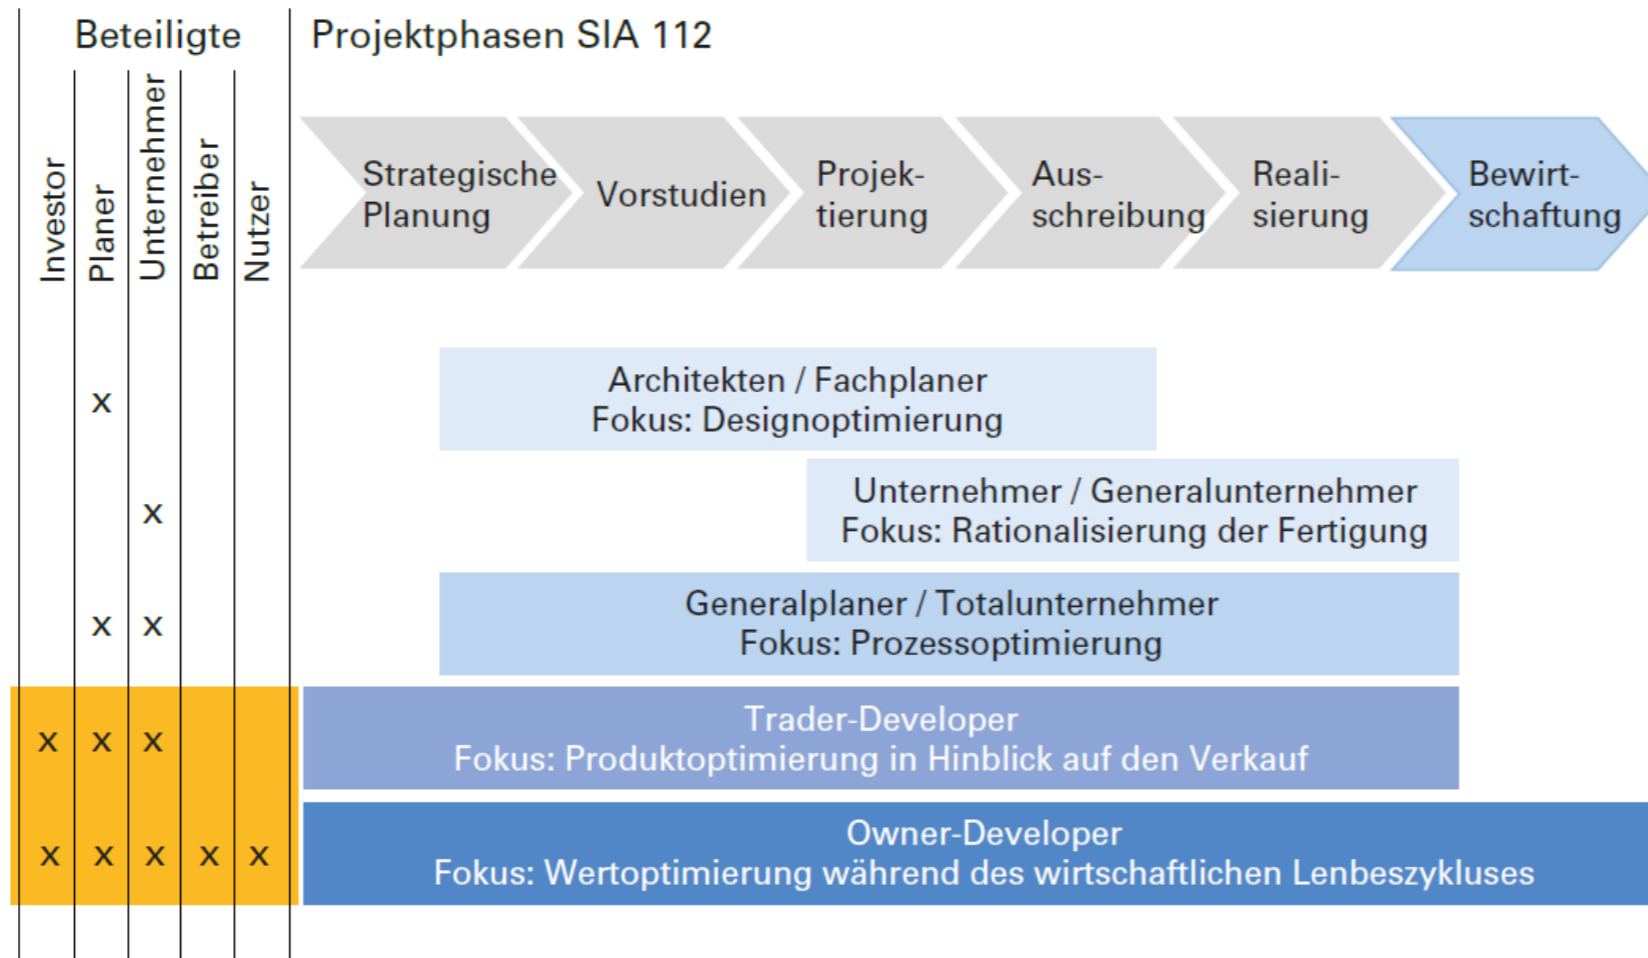 Beteiligte
Projektphasen SIA 112
Investor
Planer
Unternehmer
Betreiber
Nutzer
Strategische
Planung
Vorstudien
Projek-
tierung
Aus-
schreibung
Reali-
sierung
Bewirt-
schaftung
x
Architekten / Fachplaner
Fokus: Designoptimierung
x
Unternehmer / Generalunternehmer
Fokus: Rationalisierung der Fertigung
x x
Generalplaner / Totalunternehmer
Fokus: Prozessoptimierung
x x x
Trader-Developer
Fokus: Produktoptimierung in Hinblick auf den Verkauf
x x x x x
Owner-Developer
Fokus: Wertoptimierung während des wirtschaftlichen Lenbeszykluses